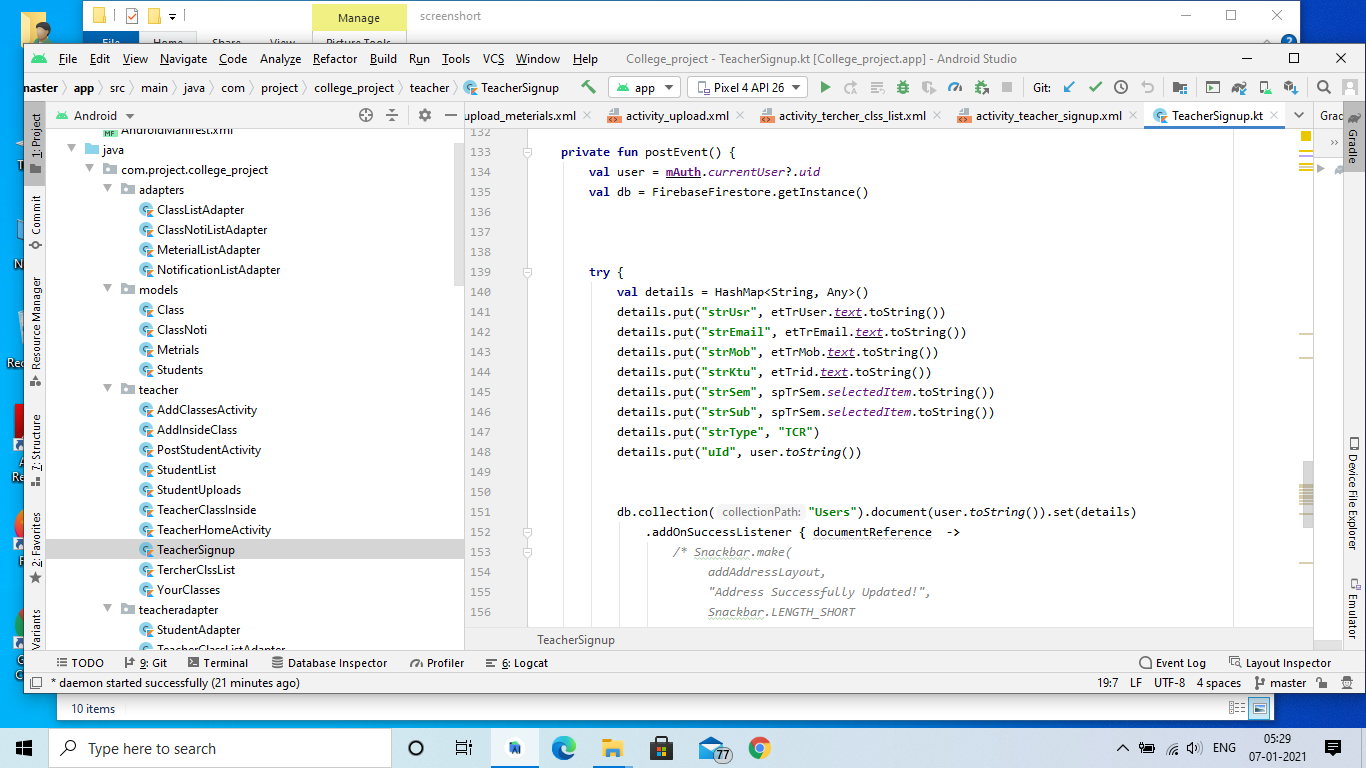 Manage
screenshort
File
Home
Share
View
Picture Tools
File Edit View Navigate Code Analyze Refactor Build Run Tools VCS Window Help College_project - TeacherSignup.kt [College_project.app] - Android Studio
master app src main java com project college_project teacher TeacherSignup app Pixel 4 API 26 Git:
Android
upload_meterials.xml activity_upload.xml activity_tercher_clss_list.xml activity_teacher_signup.xml TeacherSignup.kt Grad
AndroidManifest.xml
java
com.project.college_project
adapters
ClassListAdapter
ClassNotiListAdapter
MeterialListAdapter
NotificationListAdapter
models
Class
ClassNoti
Metrials
Students
teacher
AddClassesActivity
AddInsideClass
PostStudentActivity
StudentList
StudentUploads
TeacherClassInside
TeacherHomeActivity
TeacherSignup
TercherClssList
YourClasses
teacheradapter
StudentAdapter
TeacherClassListAdapter
1: Project
Commit
Resource Manager
7: Structure
2: Favorites
Variants
132
133 private fun postEvent() {
134 val user = mAuth.currentUser?.uid
135 val db = FirebaseFirestore.getInstance()
136
137
138
139 try {
140 val details = HashMap<String, Any>()
141 details.put("strUsr", etTrUser.text.toString())
142 details.put("strEmail", etTrEmail.text.toString())
143 details.put("strMob", etTrMob.text.toString())
144 details.put("strKtu", etTrid.text.toString())
145 details.put("strSem", spTrSem.selectedItem.toString())
146 details.put("strSub", spTrSem.selectedItem.toString())
147 details.put("strType", "TCR")
148 details.put("uId", user.toString())
149
150
151 db.collection( collectionPath: "Users").document(user.toString()).set(details)
152 .addOnSuccessListener { documentReference ->
153 /* Snackbar.make(
154 addAddressLayout,
155 "Address Successfully Updated!",
156 Snackbar.LENGTH_SHORT
TeacherSignup
Gradle
Device File Explorer
Emulator
TODO 9: Git Terminal Database Inspector Profiler 6: Logcat Event Log Layout Inspector
* daemon started successfully (21 minutes ago) 19:7 LF UTF-8 4 spaces master
10 items
Type here to search
77
ENG
05:29
07-01-2021